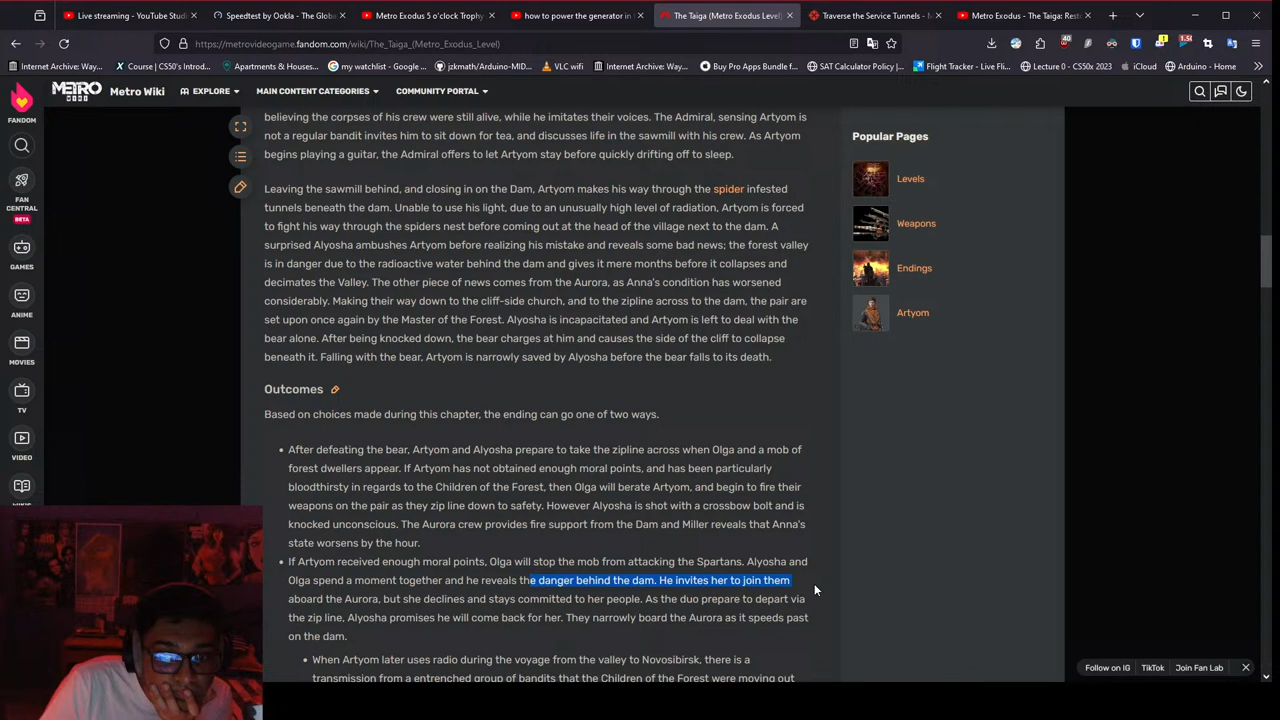 Live streaming - YouTube Studi
Speedtest by Ookla - The Globa
Metro Exodus 5 o'clock Trophy
how to power the generator in
The Taiga (Metro Exodus Level)
Traverse the Service Tunnels - M
Metro Exodus - The Taiga: Rest
https://metrovideogame.fandom.com/wiki/The_Taiga_(Metro_Exodus_Level)
40
1
1.50
Internet Archive: Way...
Course | CS50's Introd...
Apartments & Houses...
my watchlist - Google ...
jzkmath/Arduino-MID...
VLC wifi
Internet Archive: Way...
Buy Pro Apps Bundle f...
SAT Calculator Policy |...
Flight Tracker - Live Fli...
Lecture 0 - CS50x 2023
iCloud
Arduino - Home
METRO
Metro Wiki
EXPLORE
MAIN CONTENT CATEGORIES
COMMUNITY PORTAL
FANDOM
FAN CENTRAL
BETA
GAMES
ANIME
MOVIES
TV
VIDEO
believing the corpses of his crew were still alive, while he imitates their voices. The Admiral, sensing Artyom is
not a regular bandit invites him to sit down for tea, and discusses life in the sawmill with his crew. As Artyom
begins playing a guitar, the Admiral offers to let Artyom stay before quickly drifting off to sleep.
Leaving the sawmill behind, and closing in on the Dam, Artyom makes his way through the spider infested
tunnels beneath the dam. Unable to use his light, due to an unusually high level of radiation, Artyom is forced
to fight his way through the spiders nest before coming out at the head of the village next to the dam. A
surprised Alyosha ambushes Artyom before realizing his mistake and reveals some bad news; the forest valley
is in danger due to the radioactive water behind the dam and gives it mere months before it collapses and
decimates the Valley. The other piece of news comes from the Aurora, as Anna's condition has worsened
considerably. Making their way down to the cliff-side church, and to the zipline across to the dam, the pair are
set upon once again by the Master of the Forest. Alyosha is incapacitated and Artyom is left to deal with the
bear alone. After being knocked down, the bear charges at him and causes the side of the cliff to collapse
beneath it. Falling with the bear, Artyom is narrowly saved by Alyosha before the bear falls to its death.
Outcomes
Based on choices made during this chapter, the ending can go one of two ways.
• After defeating the bear, Artyom and Alyosha prepare to take the zipline across when Olga and a mob of
forest dwellers appear. If Artyom has not obtained enough moral points, and has been particularly
bloodthirsty in regards to the Children of the Forest, then Olga will berate Artyom, and begin to fire their
weapons on the pair as they zip line down to safety. However Alyosha is shot with a crossbow bolt and is
knocked unconscious. The Aurora crew provides fire support from the Dam and Miller reveals that Anna's
state worsens by the hour.
• If Artyom received enough moral points, Olga will stop the mob from attacking the Spartans. Alyosha and
Olga spend a moment together and he reveals the danger behind the dam. He invites her to join them
aboard the Aurora, but she declines and stays committed to her people. As the duo prepare to depart via
the zip line, Alyosha promises he will come back for her. They narrowly board the Aurora as it speeds past
on the dam.
• When Artyom later uses radio during the voyage from the valley to Novosibirsk, there is a
transmission from a entrenched group of bandits that the Children of the Forest were moving out
Popular Pages
Levels
Weapons
Endings
Artyom
Follow on IG
TikTok
Join Fan Lab